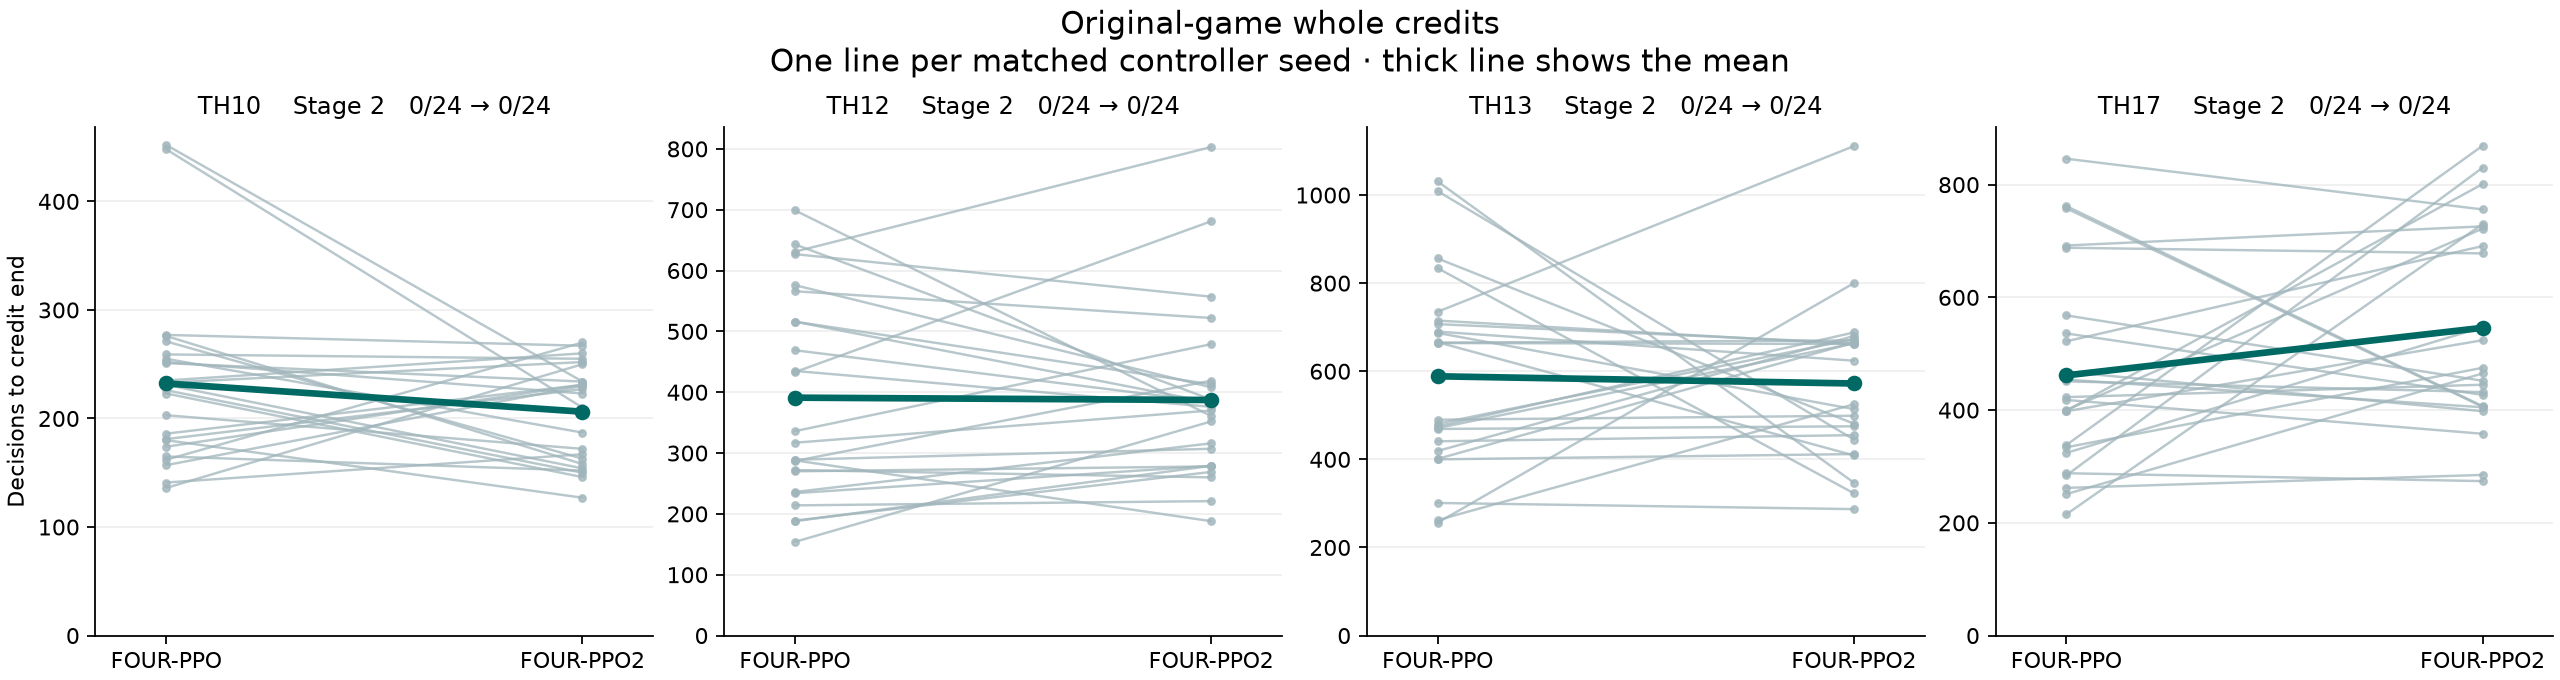 Original-game whole credits
One line per matched controller seed · thick line shows the mean
TH10 Stage 2 0/24 → 0/24
TH12 Stage 2 0/24 → 0/24
TH13 Stage 2 0/24 → 0/24
TH17 Stage 2 0/24 → 0/24
Decisions to credit end
400
300
200
100
0
FOUR-PPO
FOUR-PPO2
800
700
600
500
400
300
200
100
0
FOUR-PPO
FOUR-PPO2
1000
800
600
400
200
0
FOUR-PPO
FOUR-PPO2
800
600
400
200
0
FOUR-PPO
FOUR-PPO2